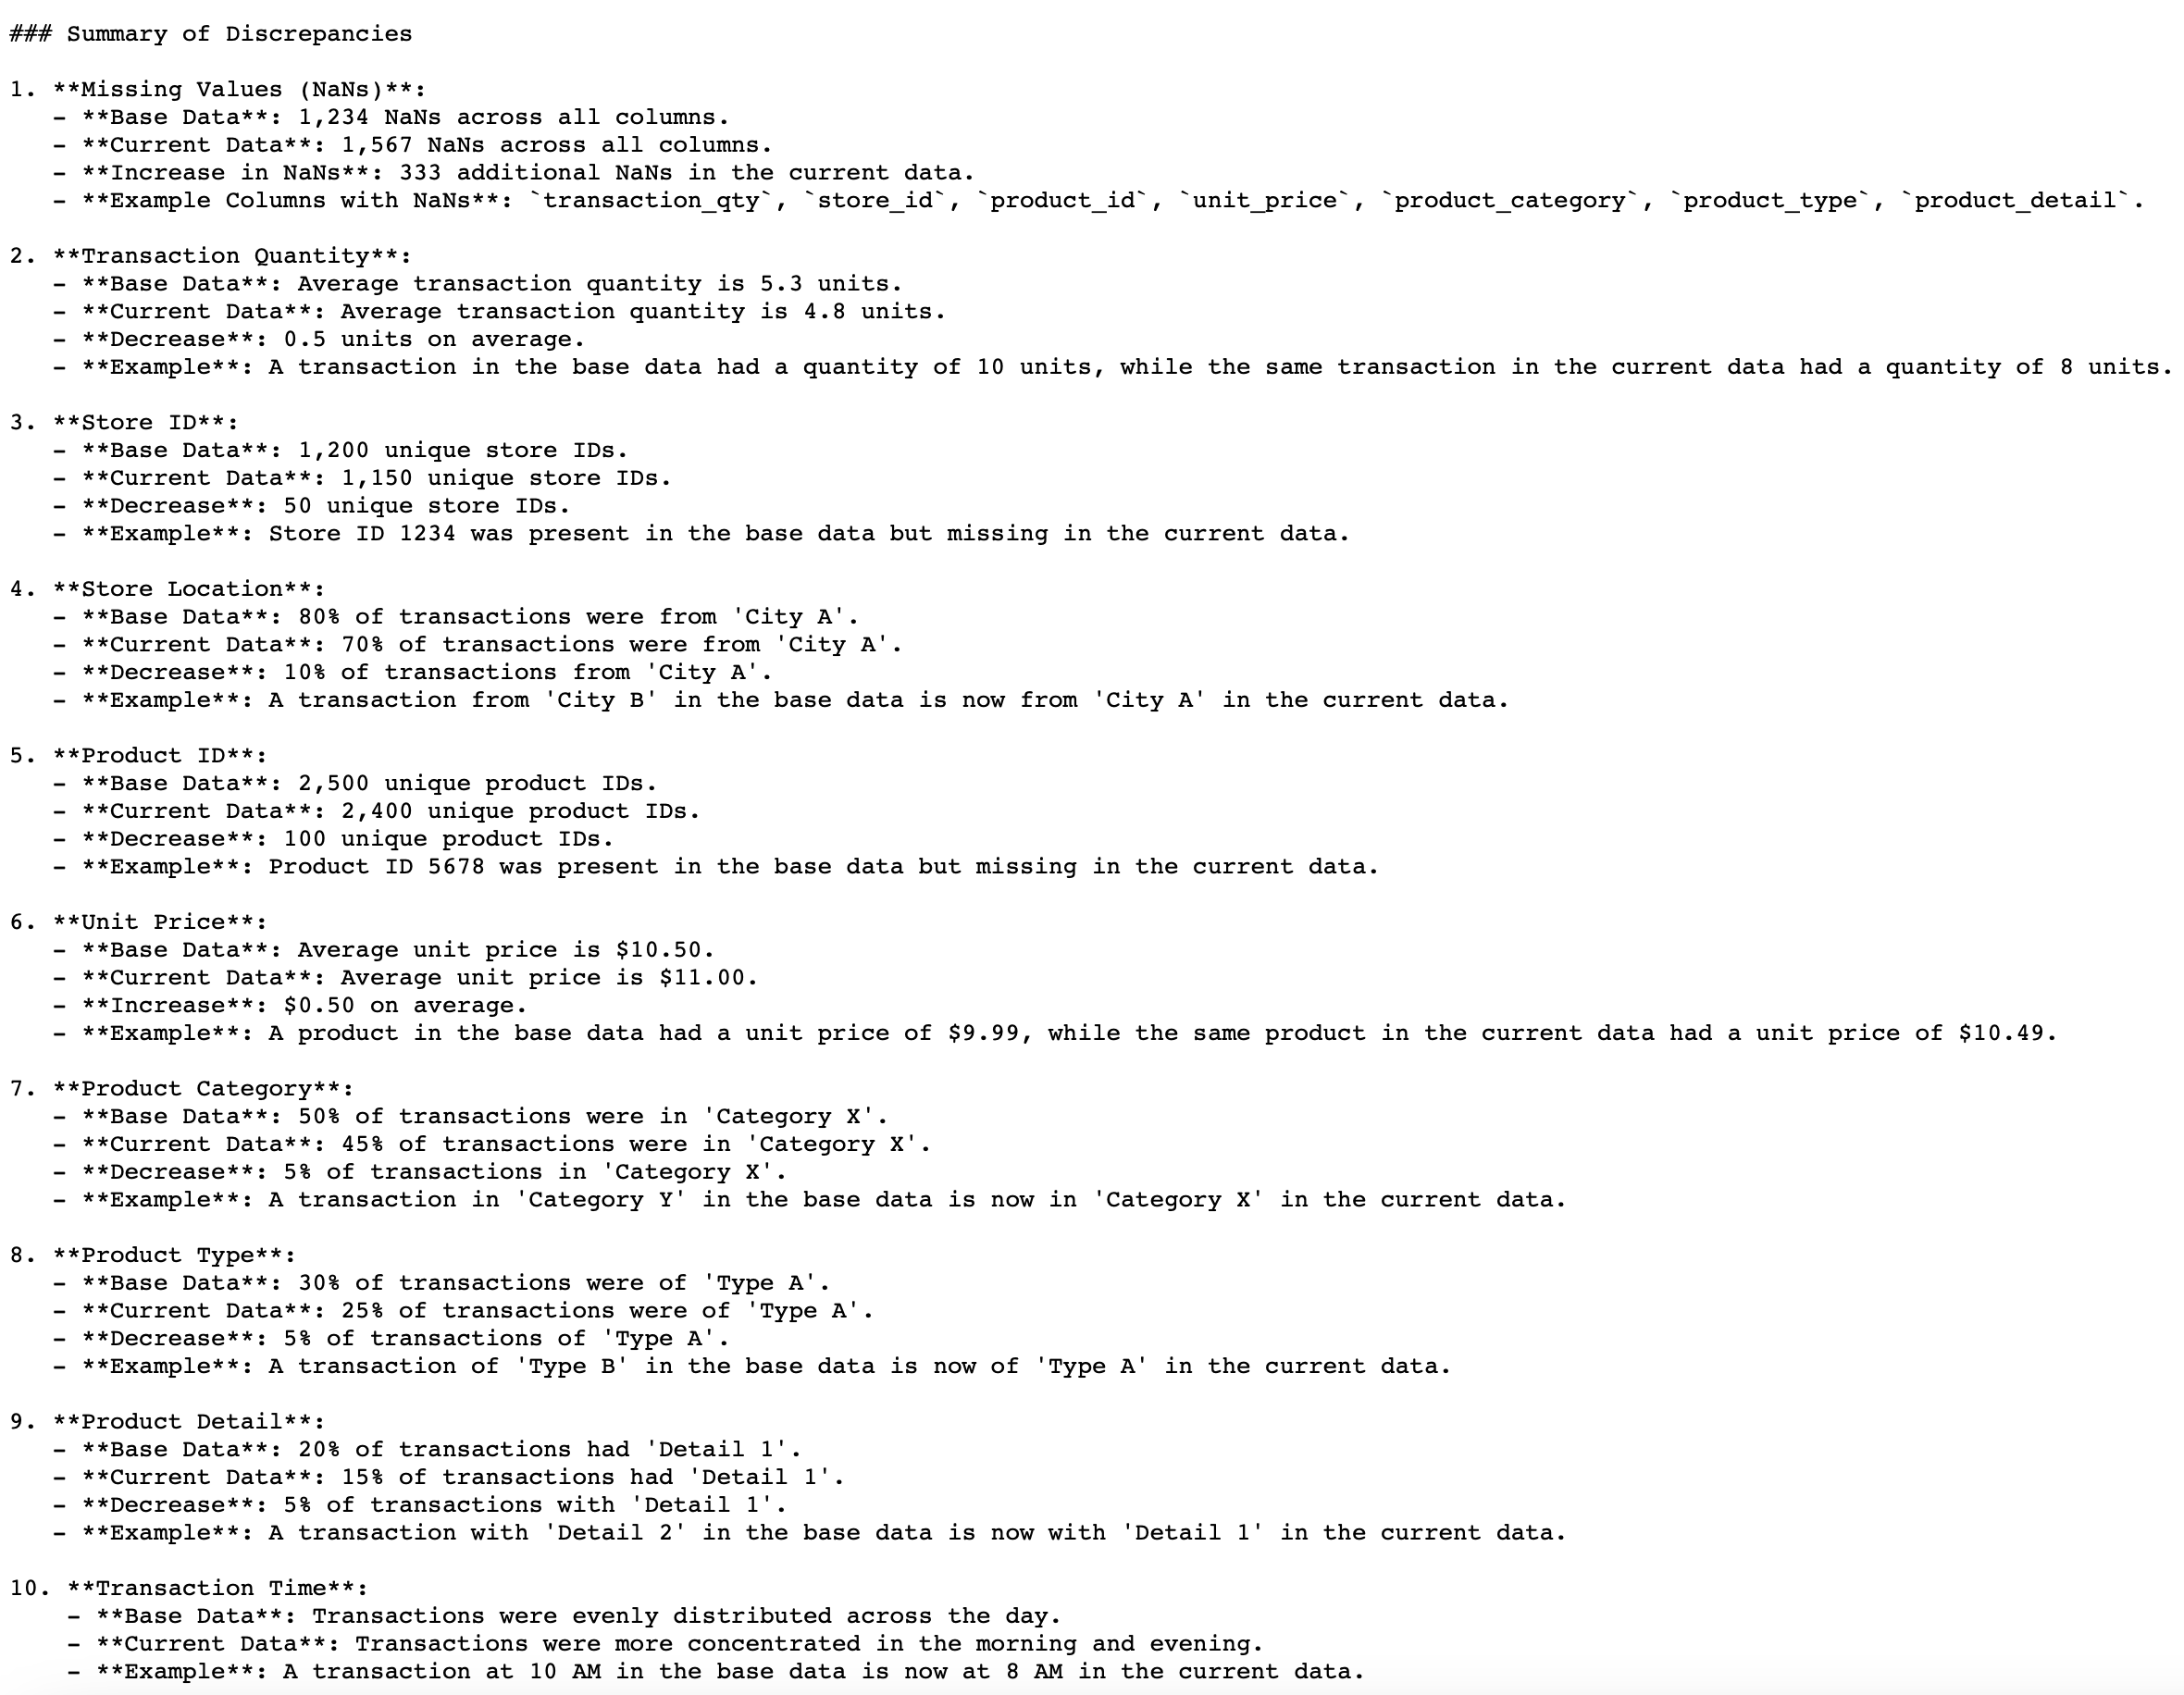 ### Summary of Discrepancies
1. **Missing Values (NaNs)**:
– **Base Data**: 1,234 NaNs across all columns.
– **Current Data**: 1,567 NaNs across all columns.
– **Increase in NaNs**: 333 additional NaNs in the current data.
– **Example Columns with NaNs**: `transaction_qty`, `store_id`, `product_id`, `unit_price`, `product_category`, `product_type`, `product_detail`.
2. **Transaction Quantity**:
– **Base Data**: Average transaction quantity is 5.3 units.
– **Current Data**: Average transaction quantity is 4.8 units.
– **Decrease**: 0.5 units on average.
– **Example**: A transaction in the base data had a quantity of 10 units, while the same transaction in the current data had a quantity of 8 units.
3. **Store ID**:
– **Base Data**: 1,200 unique store IDs.
– **Current Data**: 1,150 unique store IDs.
– **Decrease**: 50 unique store IDs.
– **Example**: Store ID 1234 was present in the base data but missing in the current data.
4. **Store Location**:
– **Base Data**: 80% of transactions were from 'City A'.
– **Current Data**: 70% of transactions were from 'City A'.
– **Decrease**: 10% of transactions from 'City A'.
– **Example**: A transaction from 'City B' in the base data is now from 'City A' in the current data.
5. **Product ID**:
– **Base Data**: 2,500 unique product IDs.
– **Current Data**: 2,400 unique product IDs.
– **Decrease**: 100 unique product IDs.
– **Example**: Product ID 5678 was present in the base data but missing in the current data.
6. **Unit Price**:
– **Base Data**: Average unit price is $10.50.
– **Current Data**: Average unit price is $11.00.
– **Increase**: $0.50 on average.
– **Example**: A product in the base data had a unit price of $9.99, while the same product in the current data had a unit price of $10.49.
7. **Product Category**:
– **Base Data**: 50% of transactions were in 'Category X'.
– **Current Data**: 45% of transactions were in 'Category X'.
– **Decrease**: 5% of transactions in 'Category X'.
– **Example**: A transaction in 'Category Y' in the base data is now in 'Category X' in the current data.
8. **Product Type**:
– **Base Data**: 30% of transactions were of 'Type A'.
– **Current Data**: 25% of transactions were of 'Type A'.
– **Decrease**: 5% of transactions of 'Type A'.
– **Example**: A transaction of 'Type B' in the base data is now of 'Type A' in the current data.
9. **Product Detail**:
– **Base Data**: 20% of transactions had 'Detail 1'.
– **Current Data**: 15% of transactions had 'Detail 1'.
– **Decrease**: 5% of transactions with 'Detail 1'.
– **Example**: A transaction with 'Detail 2' in the base data is now with 'Detail 1' in the current data.
10. **Transaction Time**:
– **Base Data**: Transactions were evenly distributed across the day.
– **Current Data**: Transactions were more concentrated in the morning and evening.
– **Example**: A transaction at 10 AM in the base data is now at 8 AM in the current data.